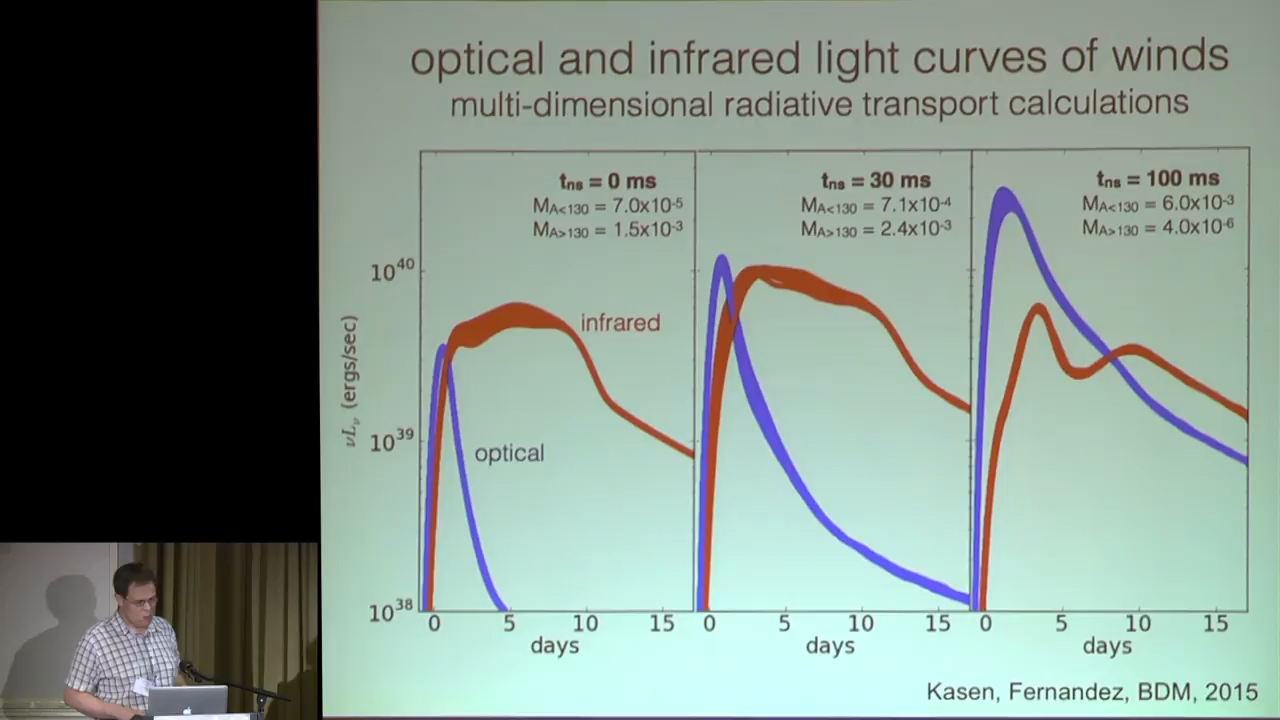 optical and infrared light curves of winds
multi-dimensional radiative transport calculations
tns = 0 ms
MA<130 = 7.0x10-5
MA>130 = 1.5x10-3
tns = 30 ms
MA<130 = 7.1x10-4
MA>130 = 2.4x10-3
tns = 100 ms
MA<130 = 6.0x10-3
MA>130 = 4.0x10-6
νLν (ergs/sec)
10^40
10^39
10^38
infrared
optical
0 5 10 15
days
0 5 10 15
days
0 5 10 15
days
Kasen, Fernandez, BDM, 2015